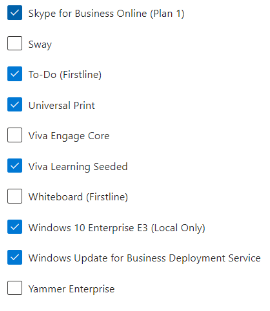 Skype for Business Online (Plan 1)
Sway
To-Do (Firstline)
Universal Print
Viva Engage Core
Viva Learning Seeded
Whiteboard (Firstline)
Windows 10 Enterprise E3 (Local Only)
Windows Update for Business Deployment Service
Yammer Enterprise